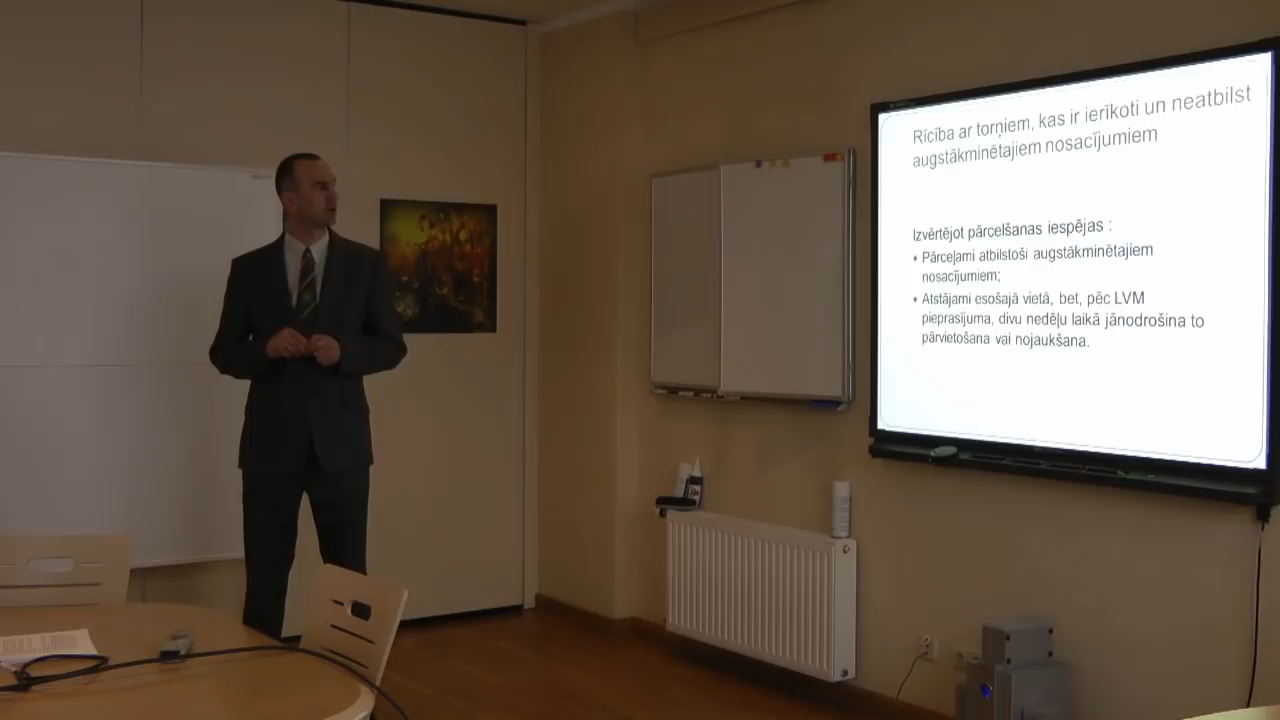 Rīcība ar torņiem, kas ir ierīkoti un neatbilst
augstākminētajiem nosacījumiem
Izvērtējot pārcelšanas iespējas :
• Pārceļami atbilstoši augstākminētajiem
nosacījumiem;
• Atstājami esošajā vietā, bet, pēc LVM
pieprasījuma, divu nedēļu laikā jānodrošina to
pārvietošana vai nojaukšana.